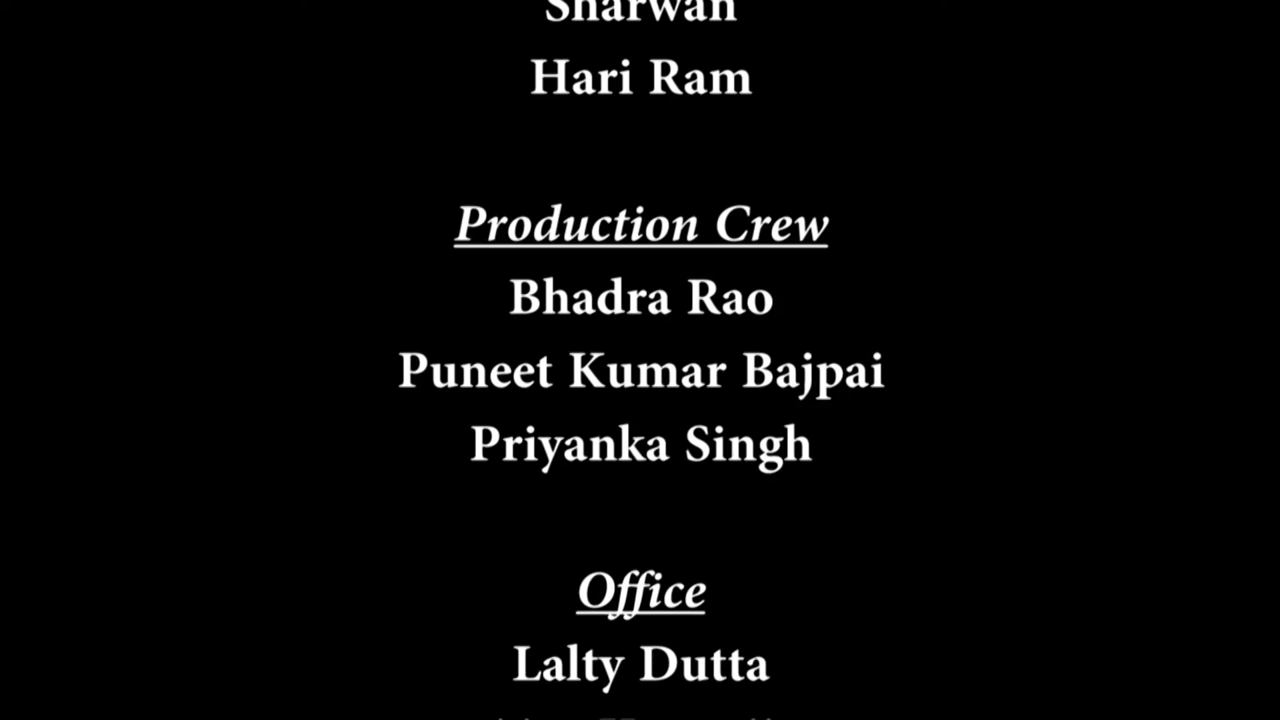 Sharwan
Hari Ram
Production Crew
Bhadra Rao
Puneet Kumar Bajpai
Priyanka Singh
Office
Lalty Dutta